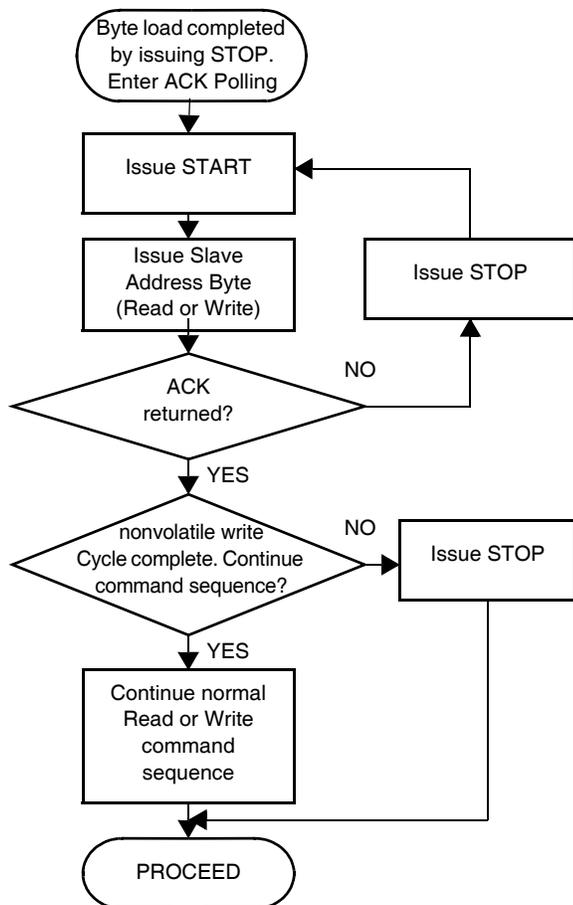 Byte load completed
by issuing STOP.
Enter ACK Polling
Issue START
Issue Slave
Address Byte
(Read or Write)
Issue STOP
NO
ACK
returned?
YES
NO
nonvolatile write
Cycle complete. Continue
command sequence?
Issue STOP
YES
Continue normal
Read or Write
command
sequence
PROCEED